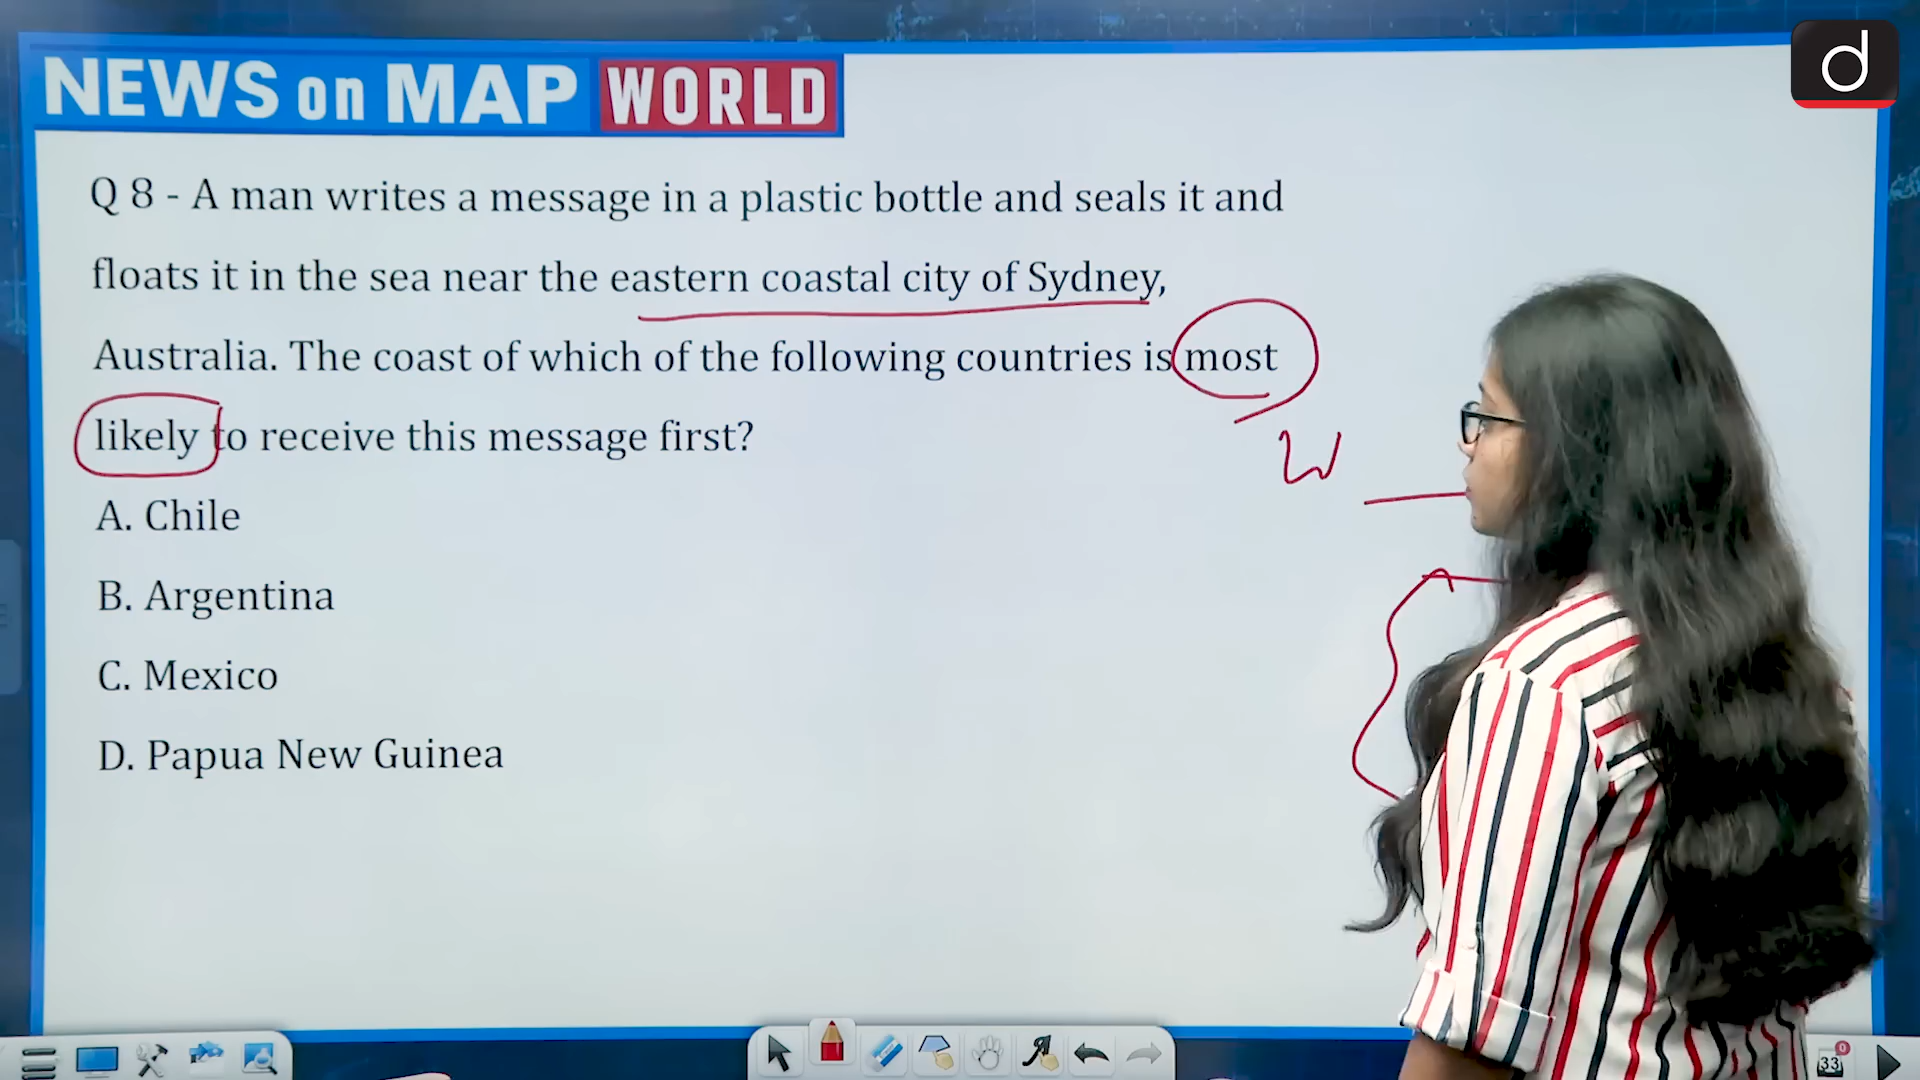 d
NEWS on MAP WORLD
Q 8 - A man writes a message in a plastic bottle and seals it and
floats it in the sea near the eastern coastal city of Sydney,
Australia. The coast of which of the following countries is most
likely to receive this message first?
W
A. Chile
B. Argentina
C. Mexico
D. Papua New Guinea
33
0